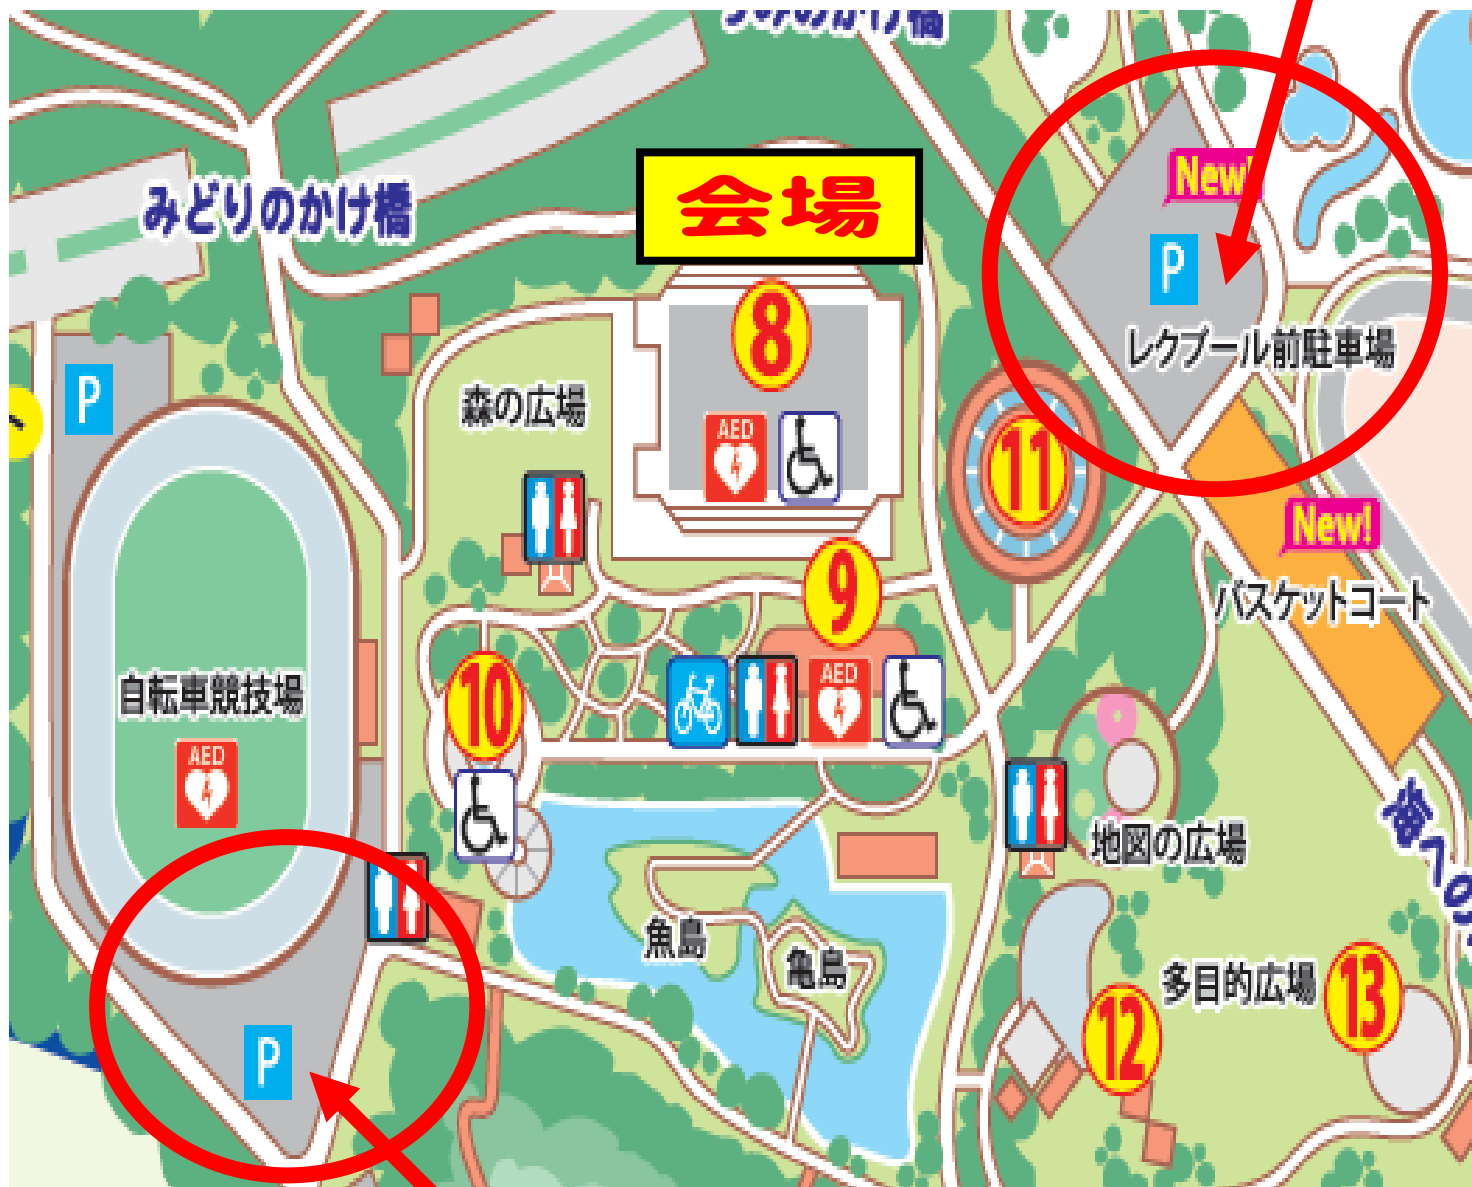 みどりのかけ橋
会場
New!
P
レクプール前駐車場
8
P
森の広場
AED
11
New!
バスケットコート
9
自転車競技場
10
AED
AED
地図の広場
魚島
亀島
多目的広場
13
12
P